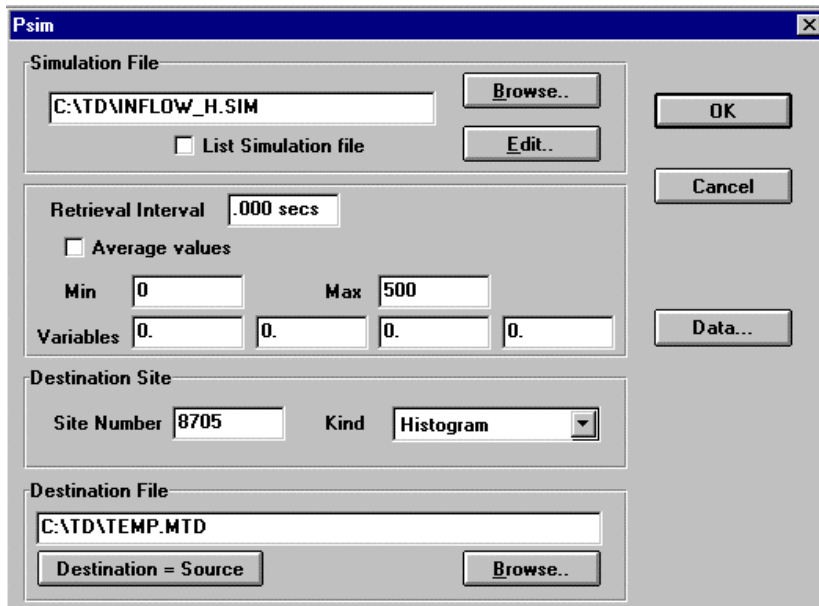 Psim
Simulation File
C:\TD\INFLOW_H.SIM
Browse..
List Simulation file
Edit..
OK
Cancel
Retrieval Interval .000 secs
Average values
Min 0 Max 500
Variables 0. 0. 0. 0.
Data...
Destination Site
Site Number 8705 Kind Histogram
Destination File
C:\TD\TEMP.MTD
Destination = Source Browse..